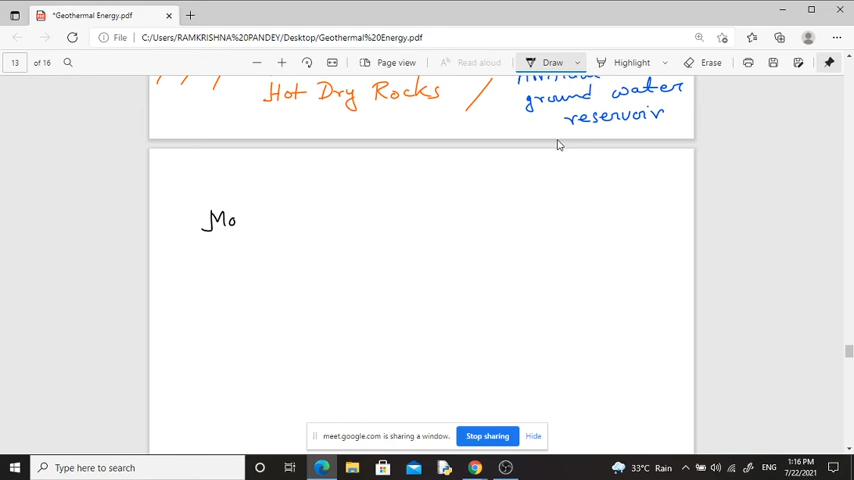 *Geothermal Energy.pdf
File
C:/Users/RAMKRISHNA%20PANDEY/Desktop/Geothermal%20Energy.pdf
13 of 16
Page view
Read aloud
Draw
Highlight
Erase
Hot Dry Rocks
ground water
reservoir
Mo
meet.google.com is sharing a window.
Stop sharing
Hide
Type here to search
33°C Rain
ENG
1:16 PM
7/22/2021